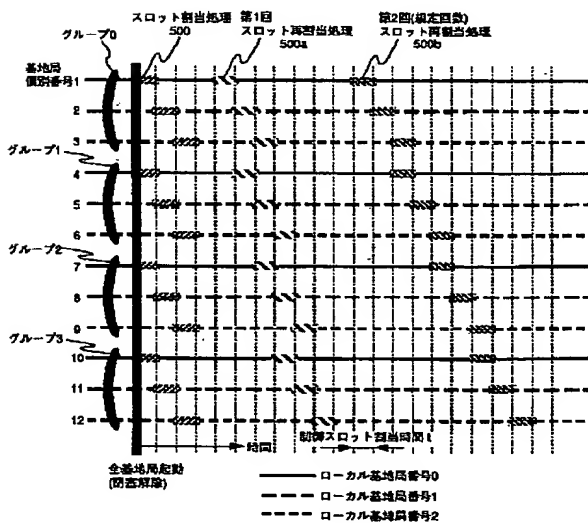 グループ0
スロット割当処理
500
第1回
スロット再割当処理
500a
第2回(規定回数)
スロット再割当処理
500b
基地局
個別番号1
2
3
グループ1
4
5
6
グループ2
7
8
9
グループ3
10
11
12
時間
制御スロット割当時間t
全基地局起動
(閉塞解除)
ローカル基地局番号0
ローカル基地局番号1
ローカル基地局番号2